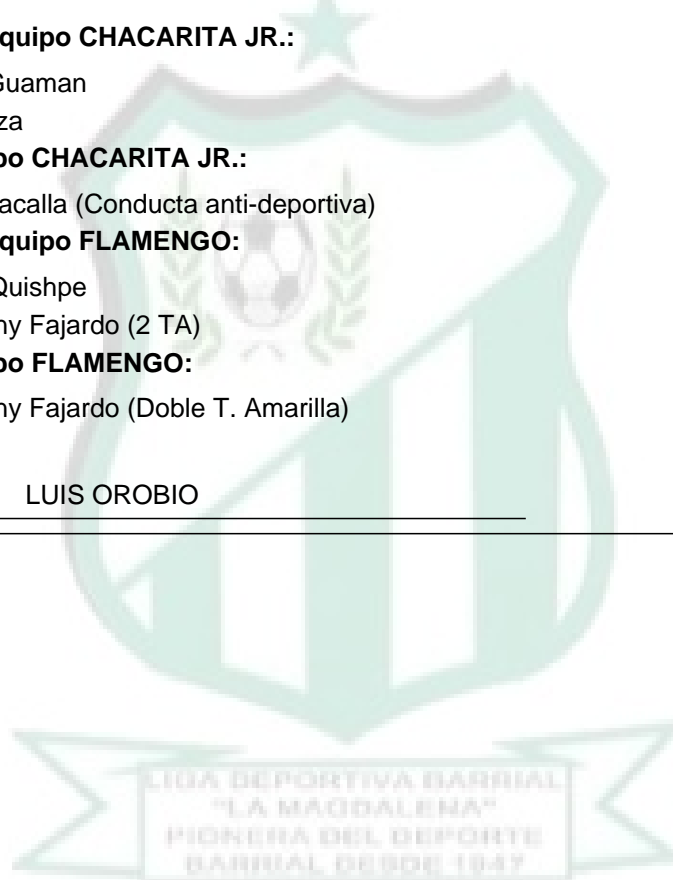 quipo CHACARITA JR.:
Guaman
za
po CHACARITA JR.:
acalla (Conducta anti-deportiva)
quipo FLAMENGO:
Quishpe
ny Fajardo (2 TA)
po FLAMENGO:
ny Fajardo (Doble T. Amarilla)
LUIS OROBIO
LIGA DEPORTIVA BARRIAL
"LA MAGDALENA"
PIONERA DEL DEPORTE
BARRIAL DESDE 1947